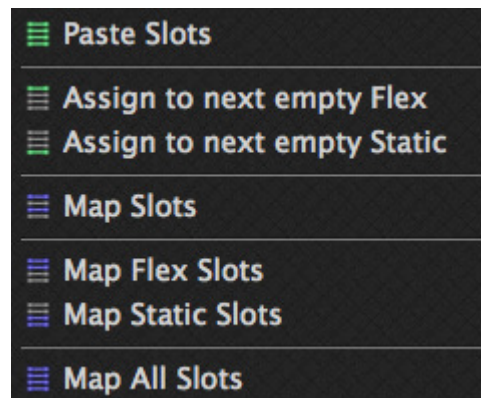 Paste Slots
Assign to next empty Flex
Assign to next empty Static
Map Slots
Map Flex Slots
Map Static Slots
Map All Slots